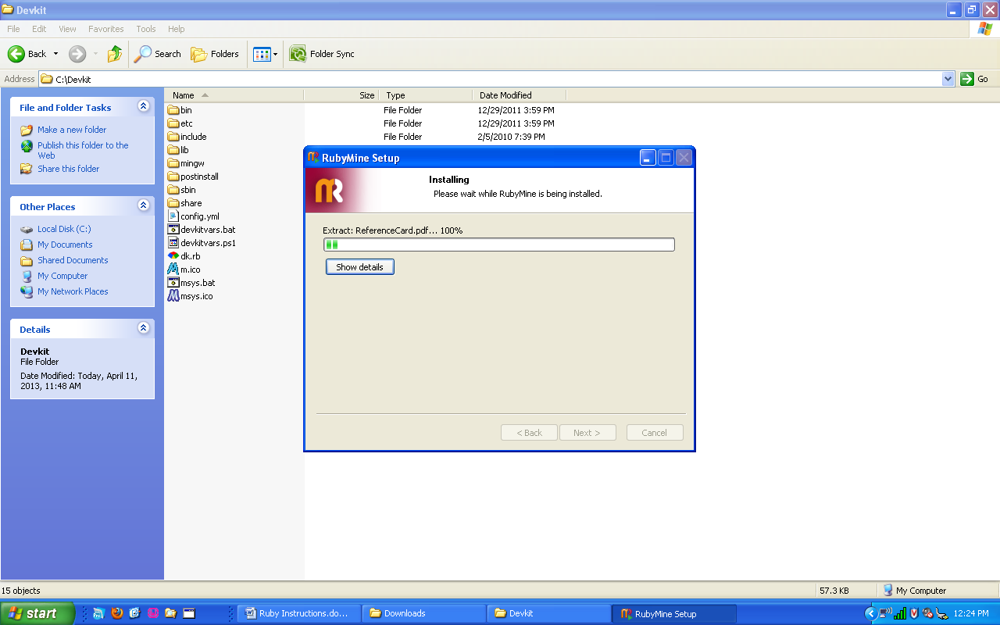 Devkit
File Edit View Favorites Tools Help
Back Search Folders Folder Sync
Address C:\Devkit Go
File and Folder Tasks
Make a new folder
Publish this folder to the
Web
Share this folder
Other Places
Local Disk (C:)
My Documents
Shared Documents
My Computer
My Network Places
Details
Devkit
File Folder
Date Modified: Today, April 11,
2013, 11:48 AM
Name Size Type Date Modified
bin File Folder 12/29/2011 3:59 PM
etc File Folder 12/29/2011 3:59 PM
include File Folder 2/5/2010 7:39 PM
lib
mingw
postinstall
sbin
share
config.yml
devkitvars.bat
devkitvars.ps1
dk.rb
m.ico
msys.bat
msys.ico
RubyMine Setup
Installing
Please wait while RubyMine is being installed.
Extract: ReferenceCard.pdf... 100%
Show details
< Back Next > Cancel
15 objects 57.3 KB My Computer
start Ruby Instructions.do... Downloads Devkit RubyMine Setup 12:24 PM